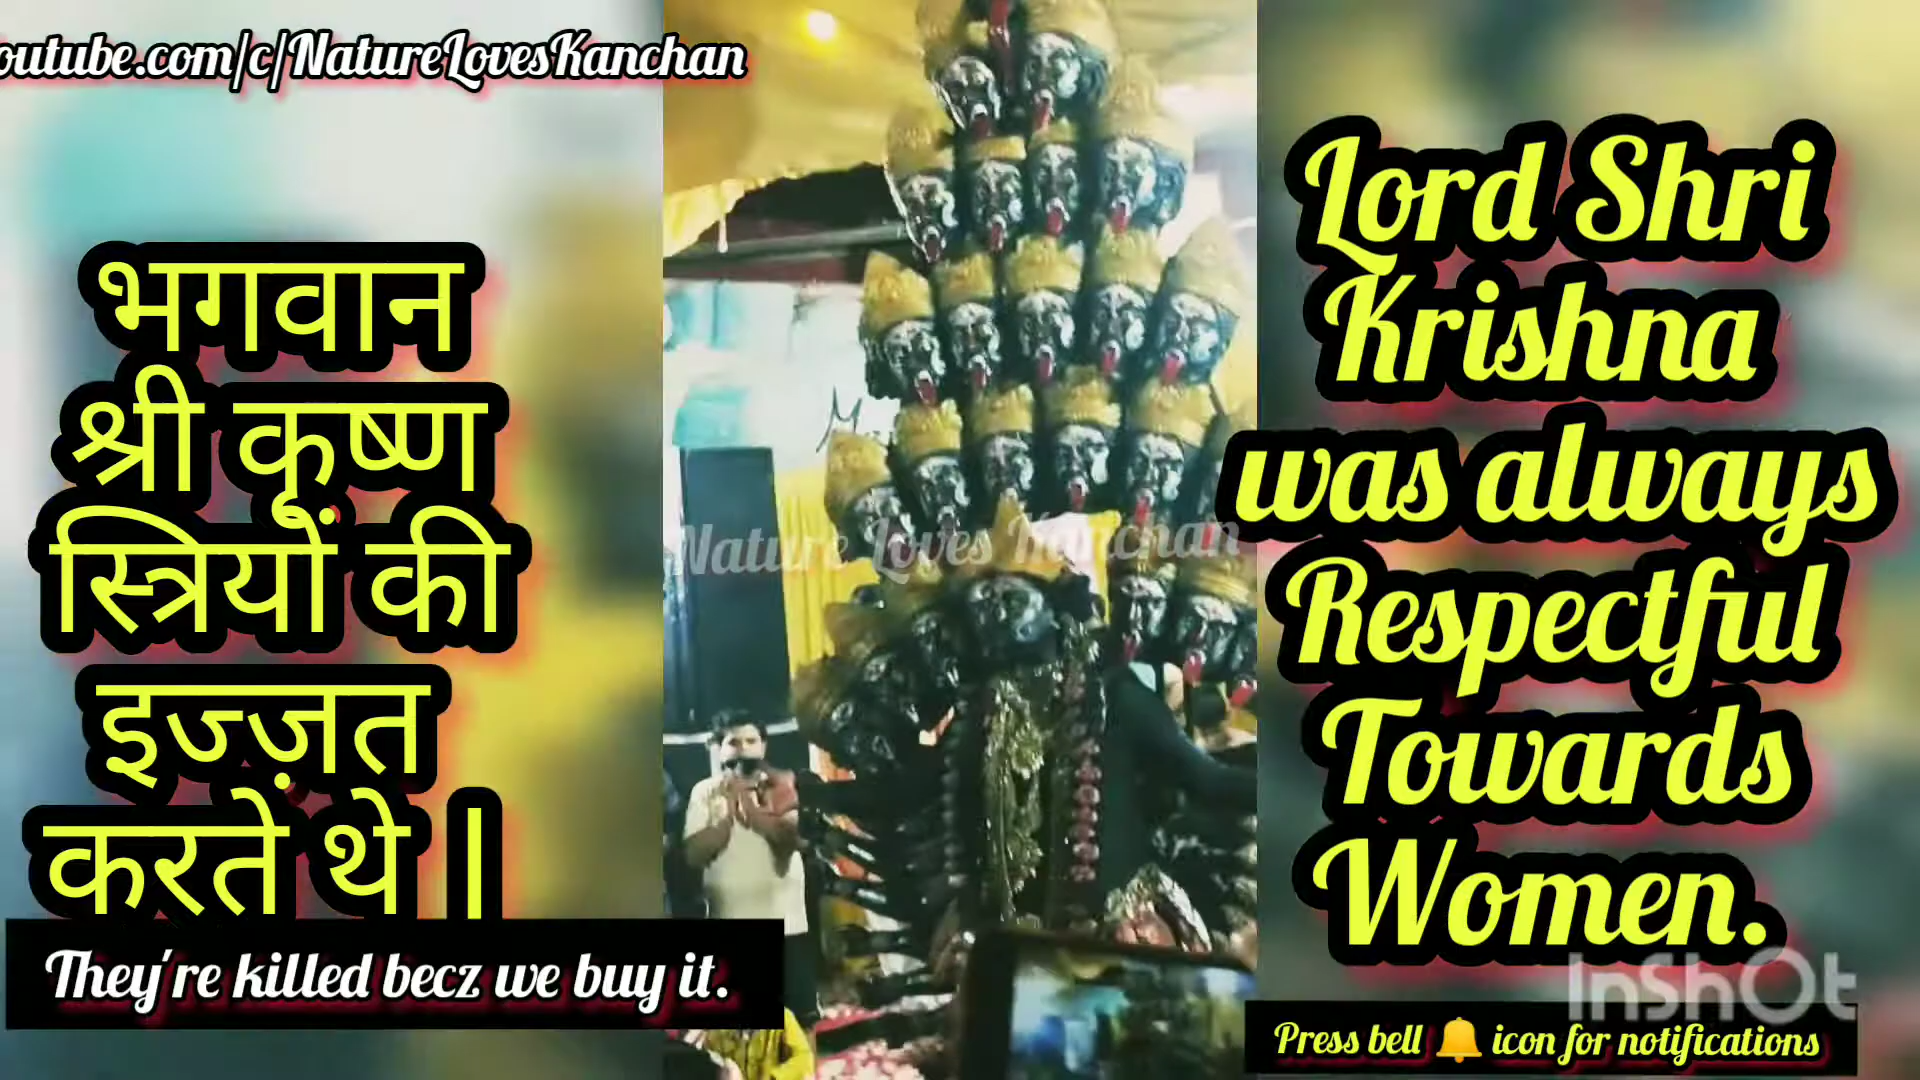 outube.com/c/NatureLovesKanchan
भगवान
श्री कृष्ण
स्त्रियों की
इज्ज़त
करते थे |
They're killed becz we buy it.
Nature Loves Kanchan
Lord Shri
Krishna
was always
Respectful
Towards
Women.
InShOt
Press bell 🔔 icon for notifications